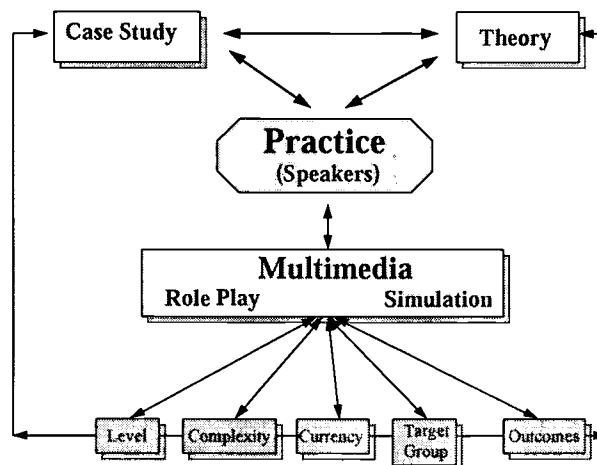 Case Study
Theory
Practice
(Speakers)
Multimedia
Role Play Simulation
Level Complexity Currency Target Group Outcomes